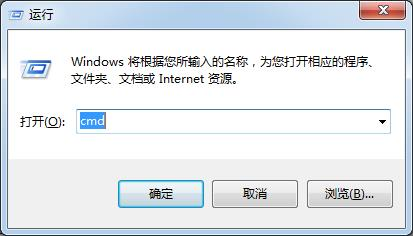 运行
Windows 将根据您所输入的名称，为您打开相应的程序、
文件夹、文档或 Internet 资源。
打开(O): cmd
确定 取消 浏览(B)...